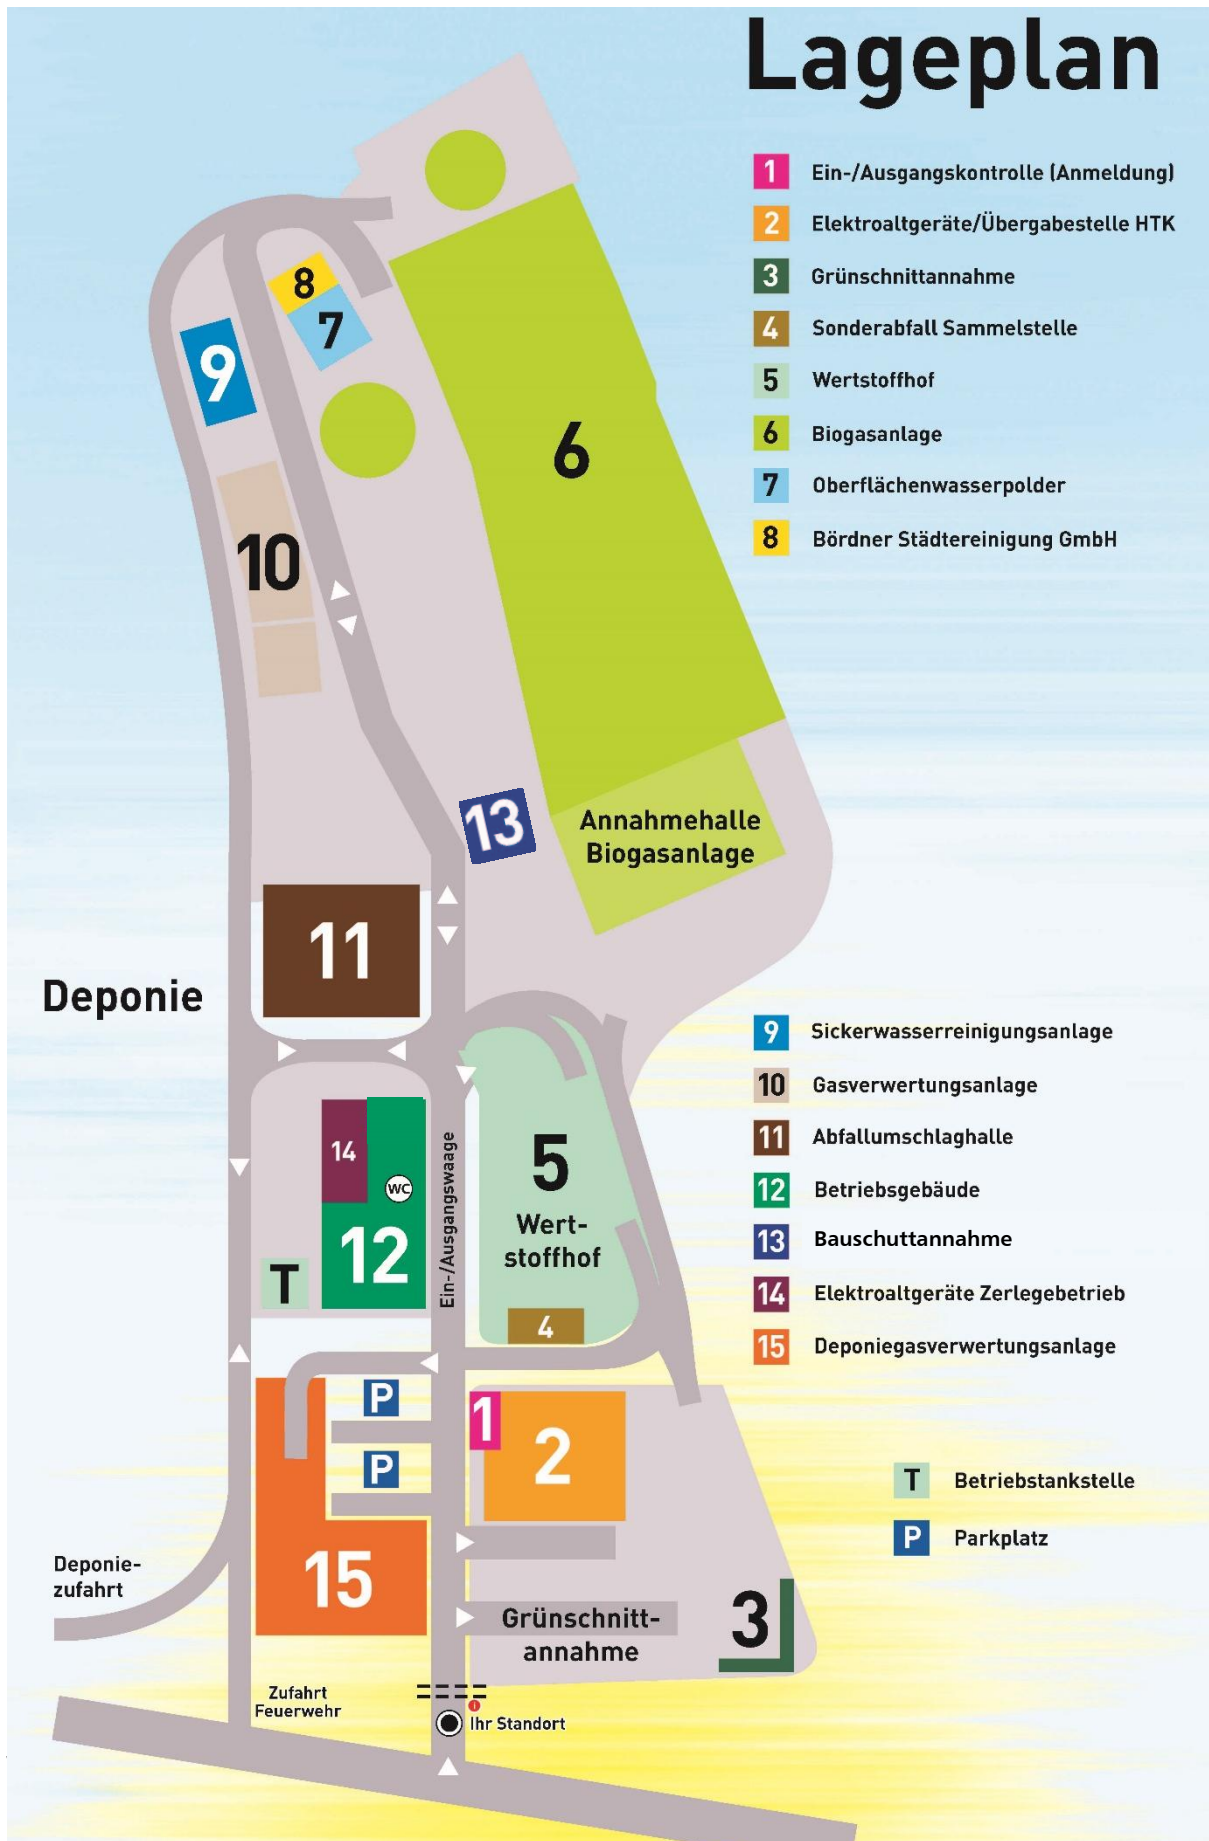 Lageplan
1 Ein-/Ausgangskontrolle (Anmeldung)
2 Elektroaltgeräte/Übergabestelle HTK
3 Grünschnittannahme
4 Sonderabfall Sammelstelle
5 Wertstoffhof
6 Biogasanlage
7 Oberflächenwasserpolder
8 Bördner Städtereinigung GmbH
8
7
9
6
10
13
Annahmehalle
Biogasanlage
11
Deponie
9 Sickerwasserreinigungsanlage
10 Gasverwertungsanlage
11 Abfallumschlaghalle
12 Betriebsgebäude
13 Bauschuttannahme
14 Elektroaltgeräte Zerlegebetrieb
15 Deponiegasverwertungsanlage
14
WC
12
T
Ein-/Ausgangswaage
5
Wert-
stoffhof
4
P
P
1
2
T Betriebstankstelle
P Parkplatz
15
Deponie-
zufahrt
Grünschnitt-
annahme
3
Zufahrt
Feuerwehr
i
Ihr Standort